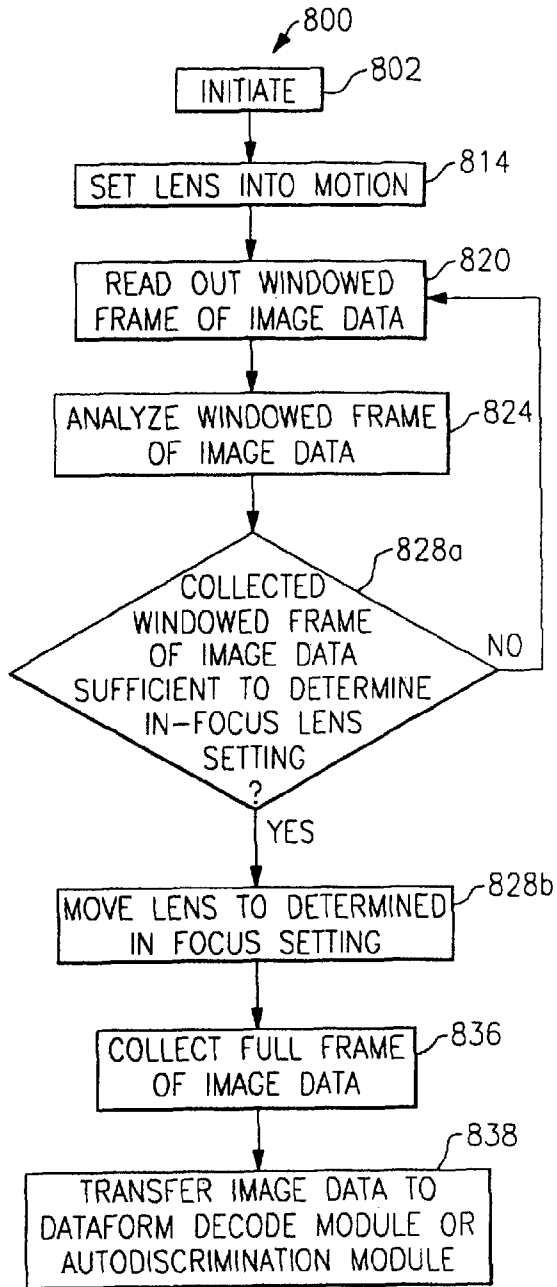 800
INITIATE
802
SET LENS INTO MOTION
814
READ OUT WINDOWED
FRAME OF IMAGE DATA
820
ANALYZE WINDOWED FRAME
OF IMAGE DATA
824
COLLECTED
WINDOWED FRAME
OF IMAGE DATA
SUFFICIENT TO DETERMINE
IN-FOCUS LENS
SETTING
?
828a
NO
YES
MOVE LENS TO DETERMINED
IN FOCUS SETTING
828b
COLLECT FULL FRAME
OF IMAGE DATA
836
TRANSFER IMAGE DATA TO
DATAFORM DECODE MODULE OR
AUTODISCRIMINATION MODULE
838